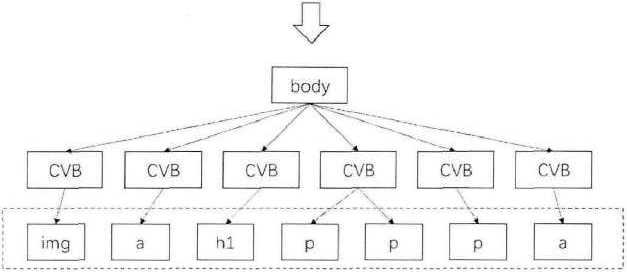 body
CVB CVB CVB CVB CVB CVB
img a h1 p p p a